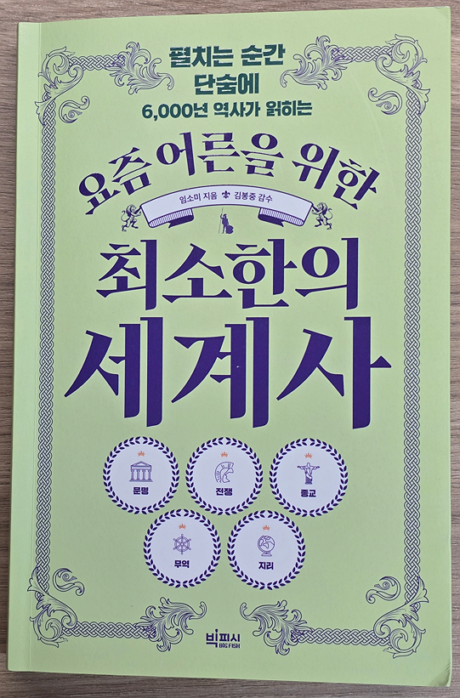 펼치는 순간
단숨에
6,000년 역사가 읽히는
요즘 어른을 위한
임소미 지음 김봉중 감수
최소한의
세계사
문명
전쟁
종교
무역
지리
빅피시
BIG FISH